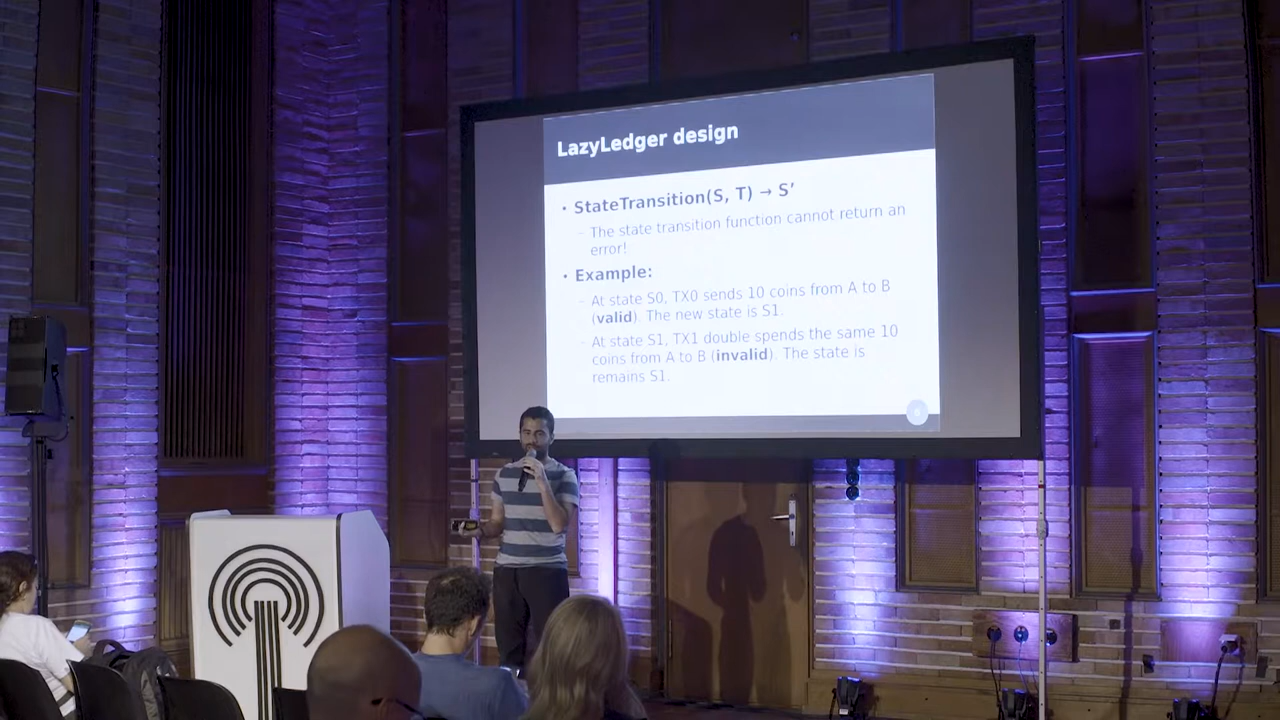 LazyLedger design
• StateTransition(S, T) → S’
– The state transition function cannot return an
error!
• Example:
– At state S0, TX0 sends 10 coins from A to B
(valid). The new state is S1.
– At state S1, TX1 double spends the same 10
coins from A to B (invalid). The state is
remains S1.
6